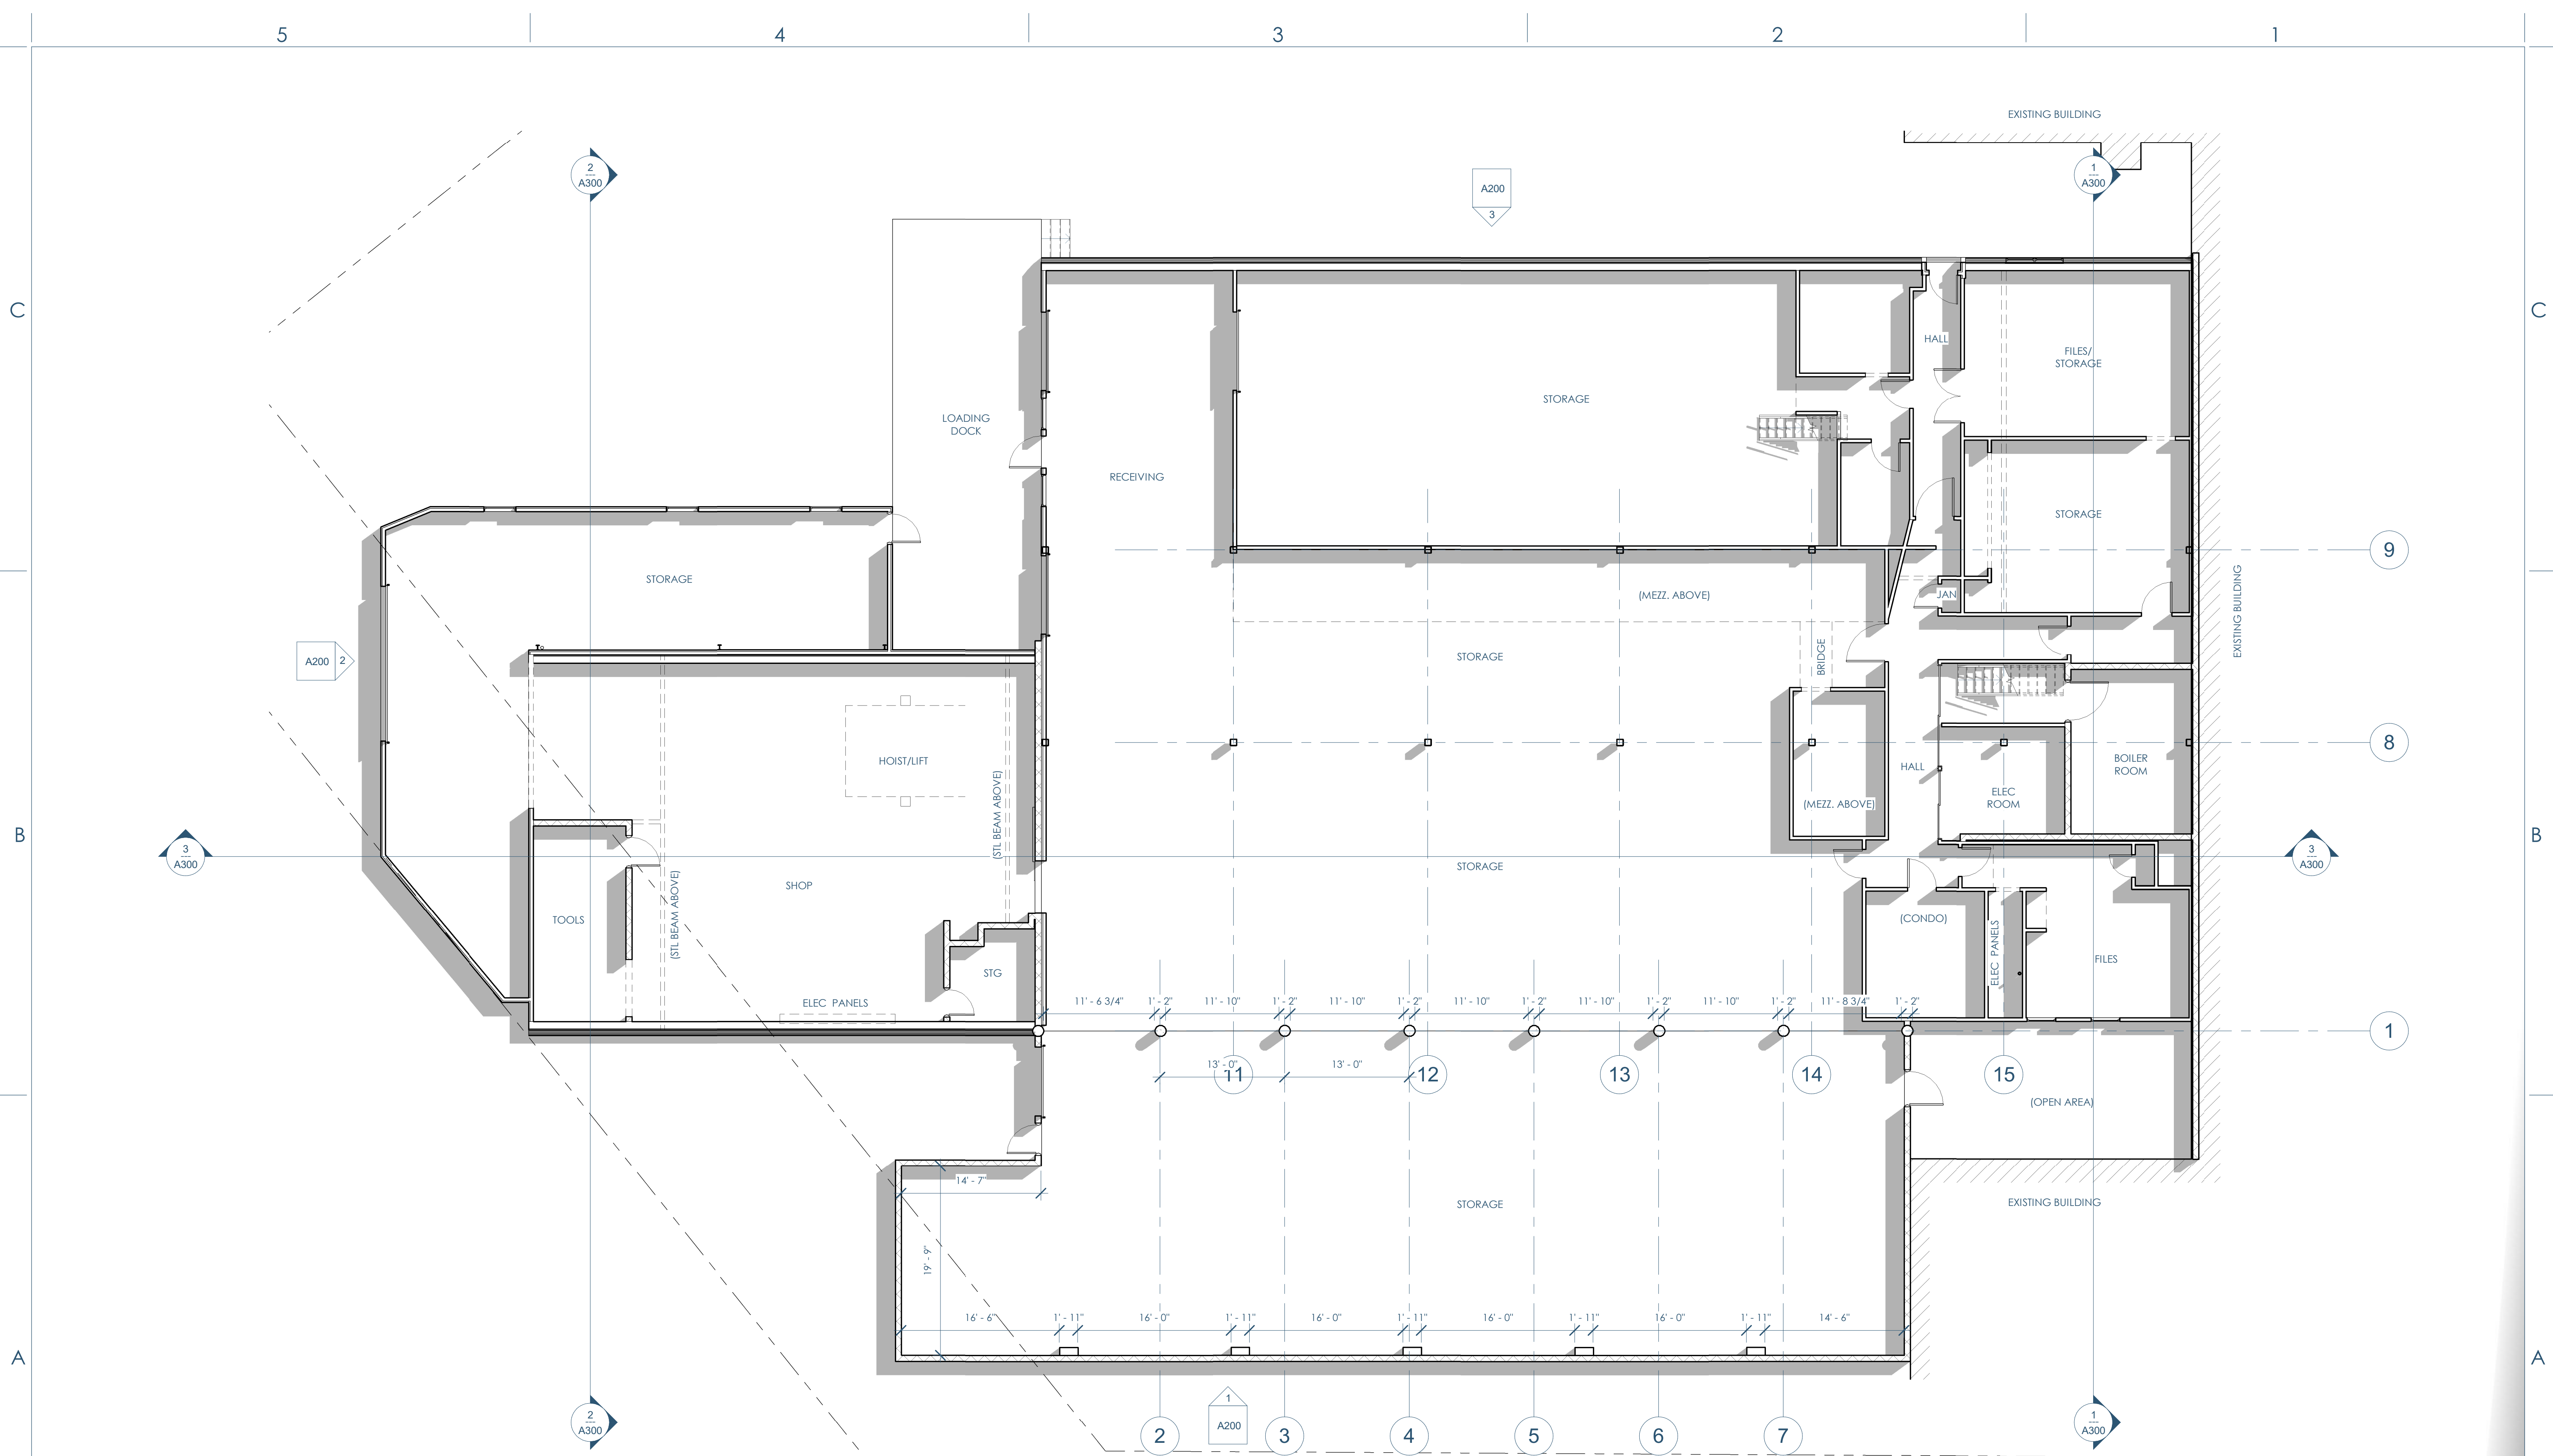 5 4 3 2 1
EXISTING BUILDING
2
A300
A200
3
1
A300
C
C
HALL
FILES/
STORAGE
STORAGE
LOADING
DOCK
RECEIVING
STORAGE
9
STORAGE
(MEZZ. ABOVE)
JAN
EXISTING BUILDING
A200 2
STORAGE
BRIDGE
8
HOIST/LIFT
HALL
BOILER
ROOM
ELEC
ROOM
(MEZZ. ABOVE)
(STL BEAM ABOVE)
B
B
3
A300
3
A300
STORAGE
SHOP
TOOLS
(STL BEAM ABOVE)
(CONDO)
ELEC PANELS
FILES
STG
ELEC PANELS
11' - 6 3/4" 1' - 2" 11' - 10" 1' - 2" 11' - 10" 1' - 2" 11' - 10" 1' - 2" 11' - 10" 1' - 2" 11' - 10" 1' - 2" 11' - 8 3/4" 1' - 2"
1
13' - 0" 13' - 0"
11 12 13 14 15
(OPEN AREA)
14' - 7"
STORAGE
EXISTING BUILDING
19' - 9"
16' - 6" 1' - 11" 16' - 0" 1' - 11" 16' - 0" 1' - 11" 16' - 0" 1' - 11" 16' - 0" 1' - 11" 14' - 6"
A
A
1
A200
2
A300
1
A300
2 3 4 5 6 7